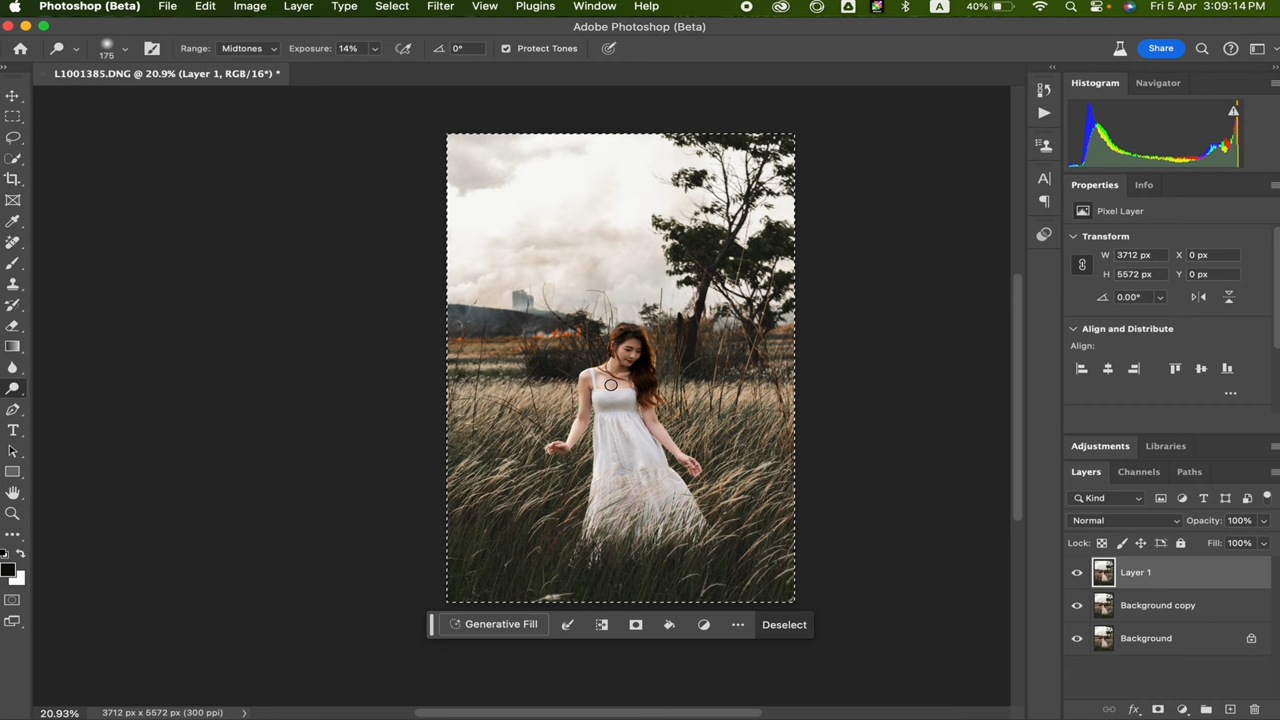 Photoshop (Beta) File Edit Image Layer Type Select Filter View Plugins Window Help A 40% Fri 5 Apr 3:09:14 PM
Adobe Photoshop (Beta)
175 Range: Midtones Exposure: 14% 0° Protect Tones Share
L1001385.DNG @ 20.9% (Layer 1, RGB/16*) *
Histogram Navigator
Properties Info
Pixel Layer
Transform
W 3712 px X 0 px
H 5572 px Y 0 px
0.00°
Align and Distribute
Align:
Adjustments Libraries
Layers Channels Paths
Kind
Normal Opacity: 100%
Lock: Fill: 100%
Layer 1
Background copy
Background
Generative Fill Deselect
20.93% 3712 px x 5572 px (300 ppi)